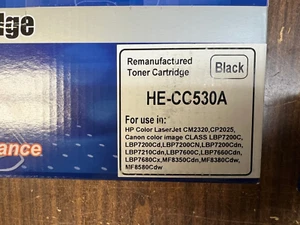 dge
Remanufactured
Toner Cartridge
Black
HE-CC530A
For use in:
HP Color LaserJet CM2320,CP2025,
Canon color image CLASS LBP7200C,
LBP7200Cd,LBP7200CN,LBP7200Cdn,
LBP7210Cdn,LBP7600C,LBP7660Cdn,
LBP7680Cx,MF8350Cdn,MF8380Cdw,
MF8580Cdw
ance